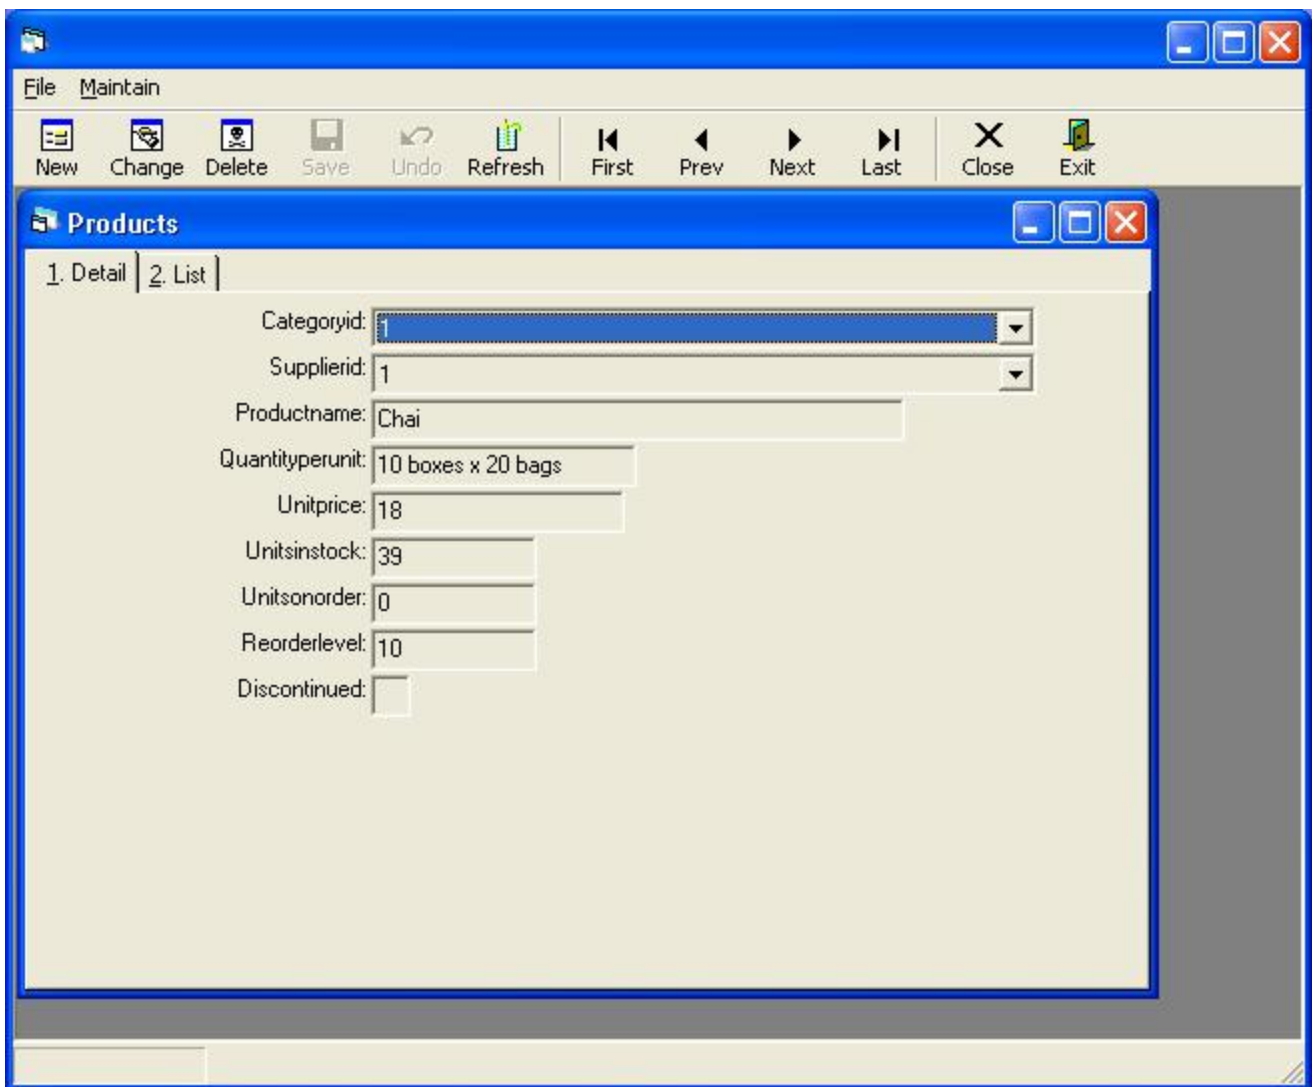 File Maintain
New Change Delete Save Undo Refresh First Prev Next Last Close Exit
Products
1. Detail 2. List
Categoryid: 1
Supplierid: 1
Productname: Chai
Quantityperunit: 10 boxes x 20 bags
Unitprice: 18
Unitsinstock: 39
Unitsonorder: 0
Reorderlevel: 10
Discontinued: